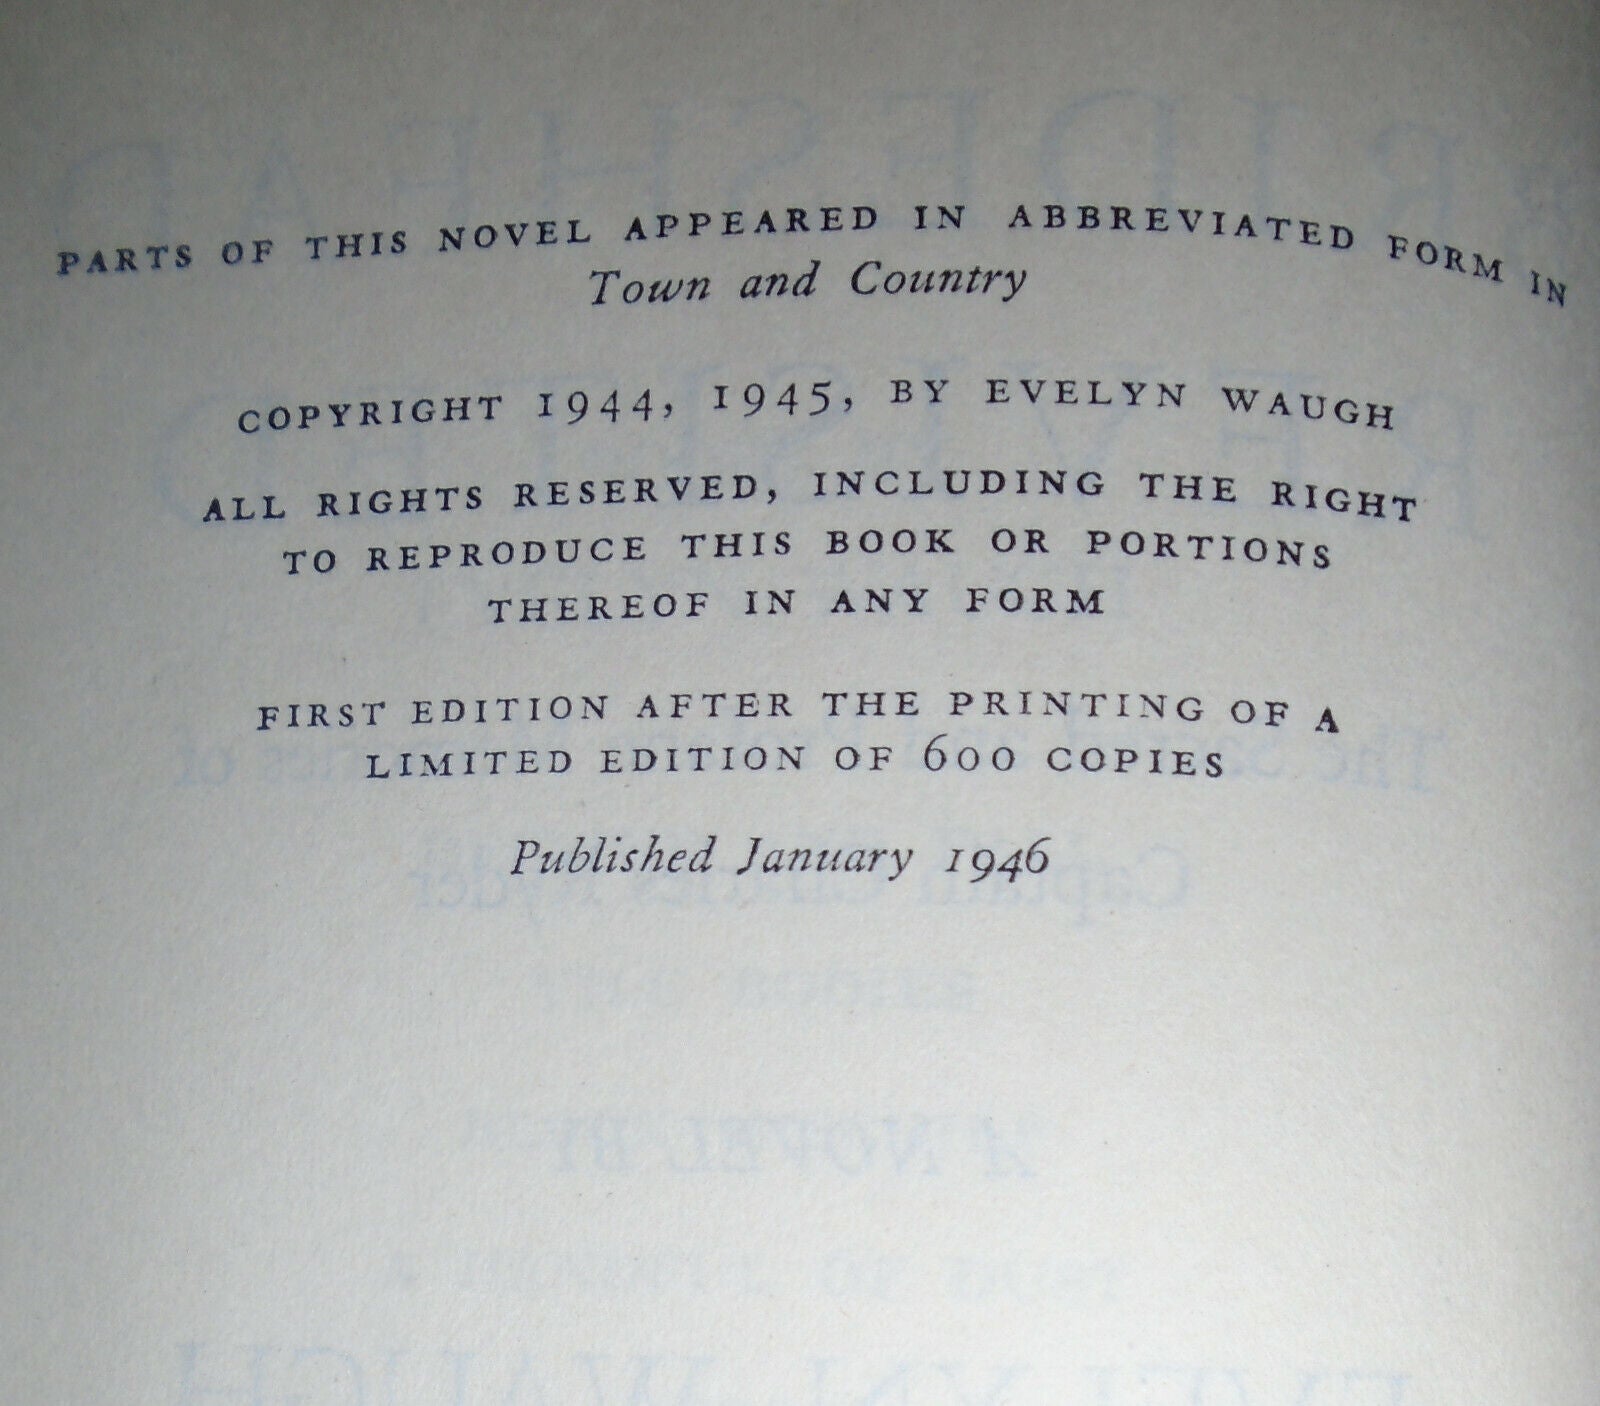 PARTS OF THIS NOVEL APPEARED IN ABBREVIATED FORM IN
Town and Country
COPYRIGHT 1944, 1945, BY EVELYN WAUGH
ALL RIGHTS RESERVED, INCLUDING THE RIGHT
TO REPRODUCE THIS BOOK OR PORTIONS
THEREOF IN ANY FORM
FIRST EDITION AFTER THE PRINTING OF A
LIMITED EDITION OF 600 COPIES
Published January 1946